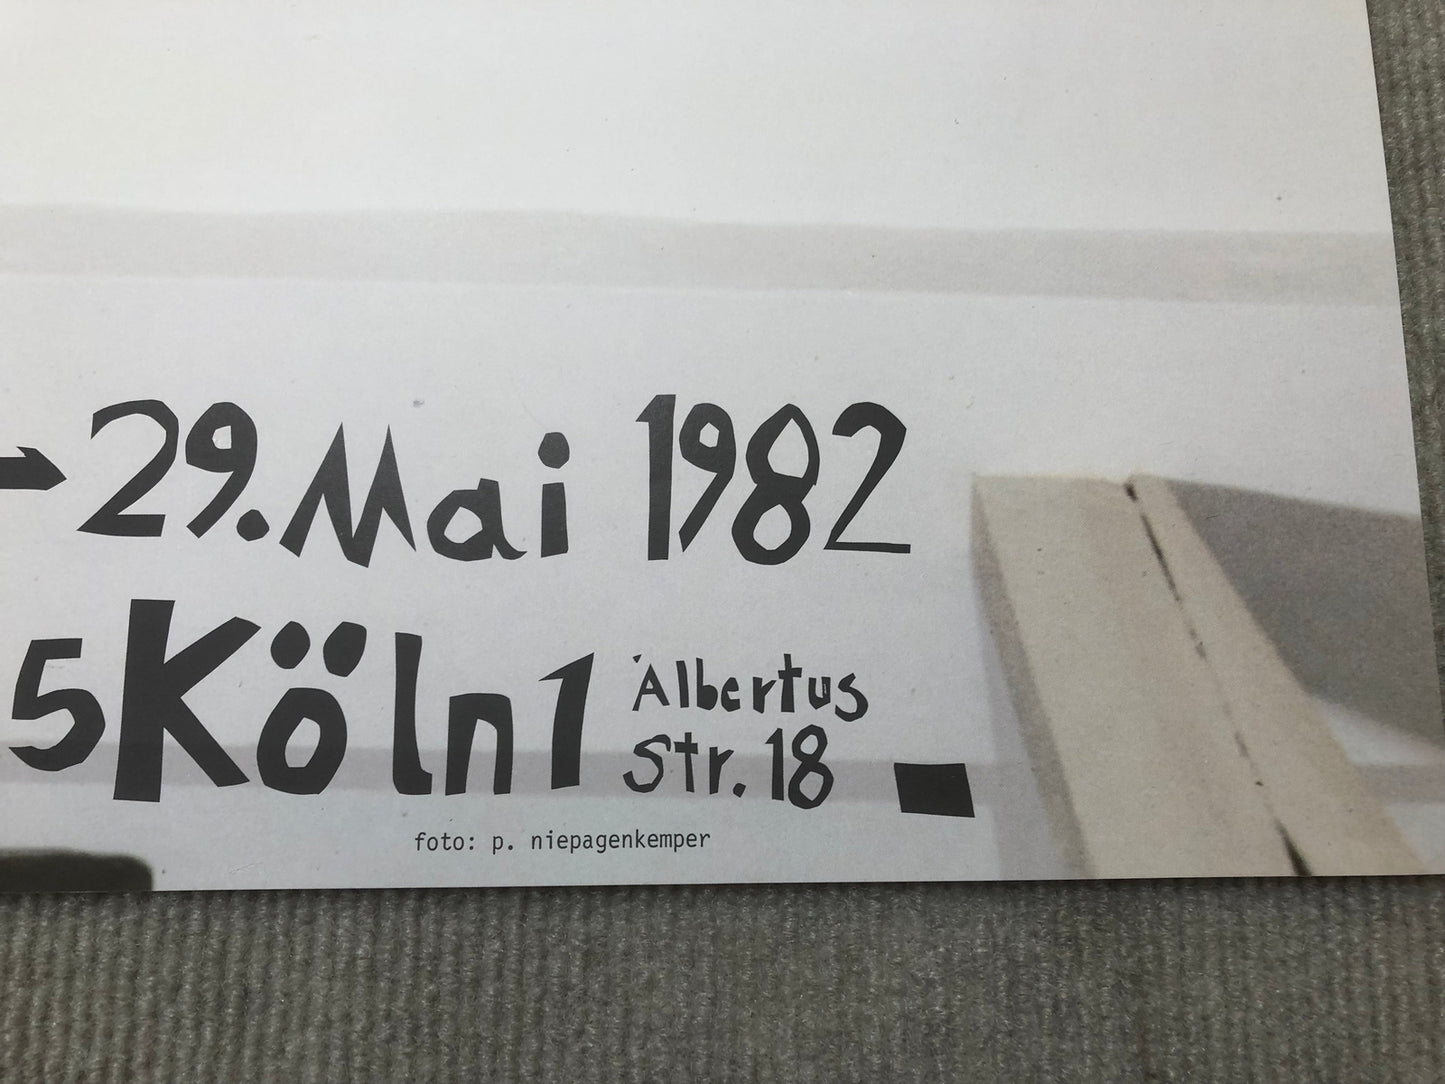 →29.Mai 1982
5Köln1 Albertus
Str.18
foto: p. niepagenkemper